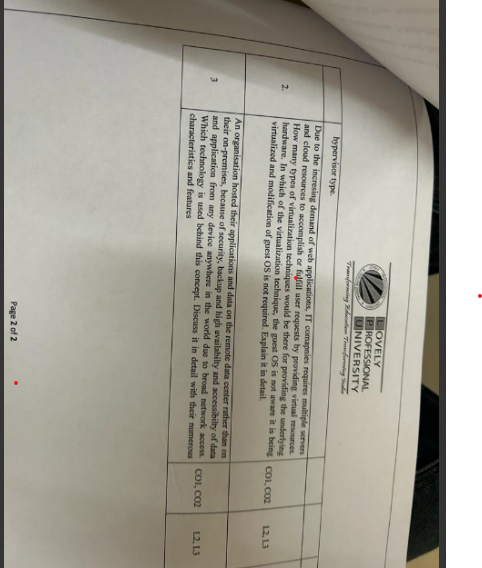 LOVELY
PROFESSIONAL
UNIVERSITY
Transforming Education Transforming India
hypervisor type.
2.
Due to the incresing demand of web applications, IT comapnies requires multiple servers
and cloud resources to accomplish or fulfill user requests by providing virtual resources.
How many types of virtualization techniques would be there for providing the underlying
hardware. In which of the virtualization technique, the guest OS is not aware it is being
virtualized and modification of guest OS is not required. Explain it in detail.
CO1, CO2
L2, L3
3
An organisation hosted their applications and data on the remote data center rather than on
their on-premises, because of security, backup and high availabilty and accessibilty of data
and application from any device anywhere in the world due to broad network access.
Which technology is used behind this concept. Discuss it in detail with their numerous
characteristics and features
CO1, CO2
L2, L3
Page 2 of 2